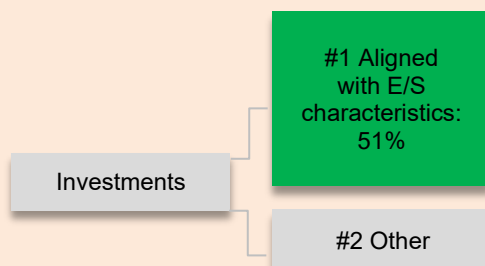 #1 Aligned
with E/S
characteristics:
51%
Investments
#2 Other